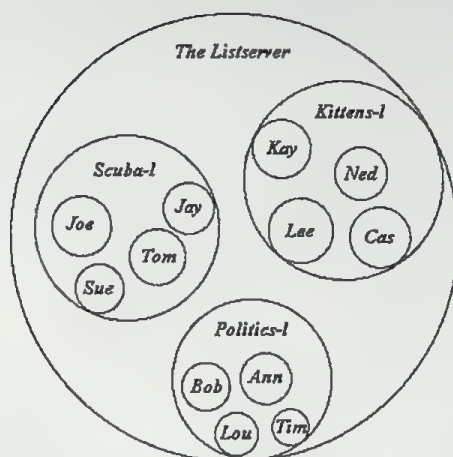 The Listserver
Kittens-l
Kay
Ned
Lee
Cas
Scuba-l
Jay
Joe
Tom
Sue
Politics-l
Bob
Ann
Lou
Tim